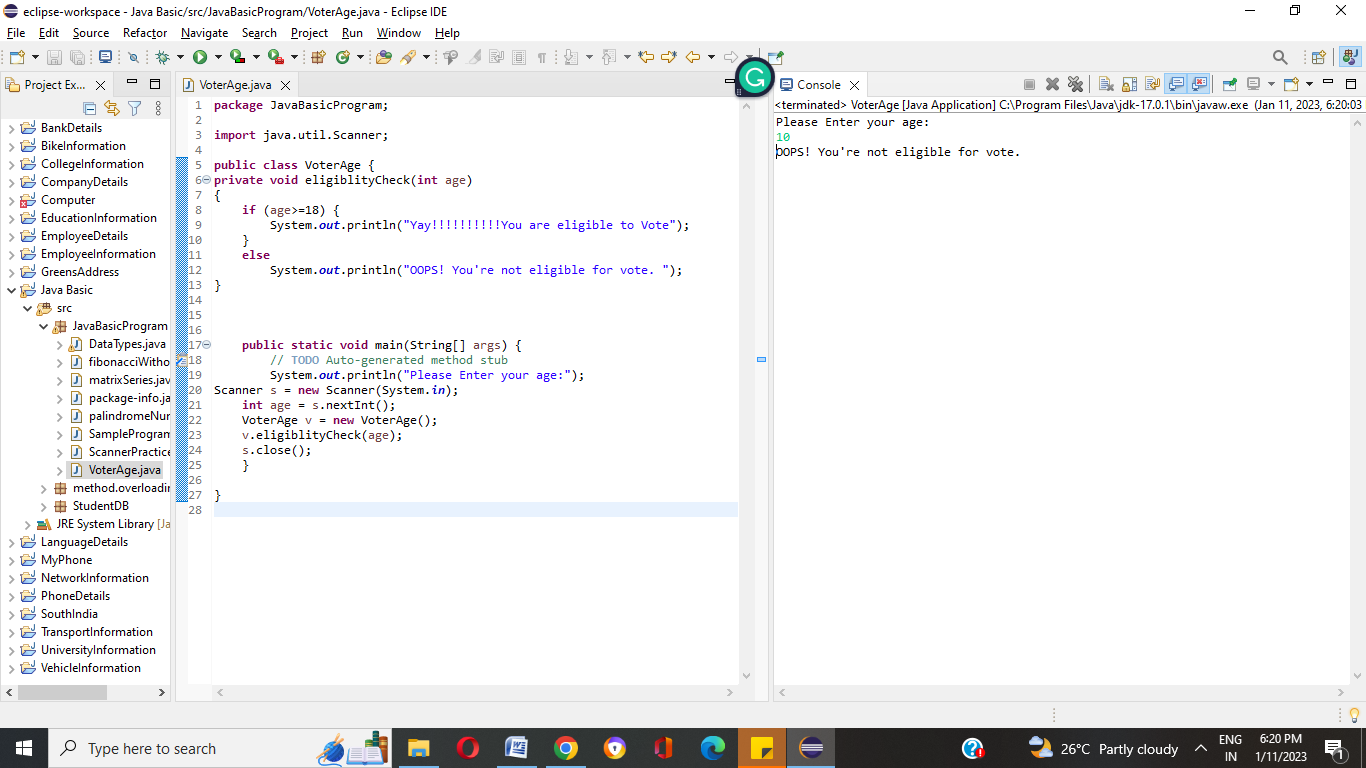 eclipse-workspace - Java Basic/src/JavaBasicProgram/VoterAge.java - Eclipse IDE
File Edit Source Refactor Navigate Search Project Run Window Help
Project Ex...
BankDetails
BikeInformation
CollegeInformation
CompanyDetails
Computer
EducationInformation
EmployeeDetails
EmployeeInformation
GreensAddress
Java Basic
src
JavaBasicProgram
DataTypes.java
fibonacciWitho
matrixSeries.jav
package-info.ja
palindromeNur
SamplePrograr
ScannerPractice
VoterAge.java
method.overloadin
StudentDB
JRE System Library [Ja
LanguageDetails
MyPhone
NetworkInformation
PhoneDetails
SouthIndia
TransportInformation
UniversityInformation
VehicleInformation
VoterAge.java
1 package JavaBasicProgram;
2
3 import java.util.Scanner;
4
5 public class VoterAge {
6 private void eligiblityCheck(int age)
7 {
8 if (age>=18) {
9 System.out.println("Yay!!!!!!!!!!You are eligible to Vote");
10 }
11 else
12 System.out.println("OOPS! You're not eligible for vote. ");
13 }
14
15
16
17 public static void main(String[] args) {
18 // TODO Auto-generated method stub
19 System.out.println("Please Enter your age:");
20 Scanner s = new Scanner(System.in);
21 int age = s.nextInt();
22 VoterAge v = new VoterAge();
23 v.eligiblityCheck(age);
24 s.close();
25 }
26
27 }
28
Console
<terminated> VoterAge [Java Application] C:\Program Files\Java\jdk-17.0.1\bin\javaw.exe (Jan 11, 2023, 6:20:03
Please Enter your age:
10
OOPS! You're not eligible for vote.
Type here to search
26°C Partly cloudy
ENG
IN
6:20 PM
1/11/2023
1